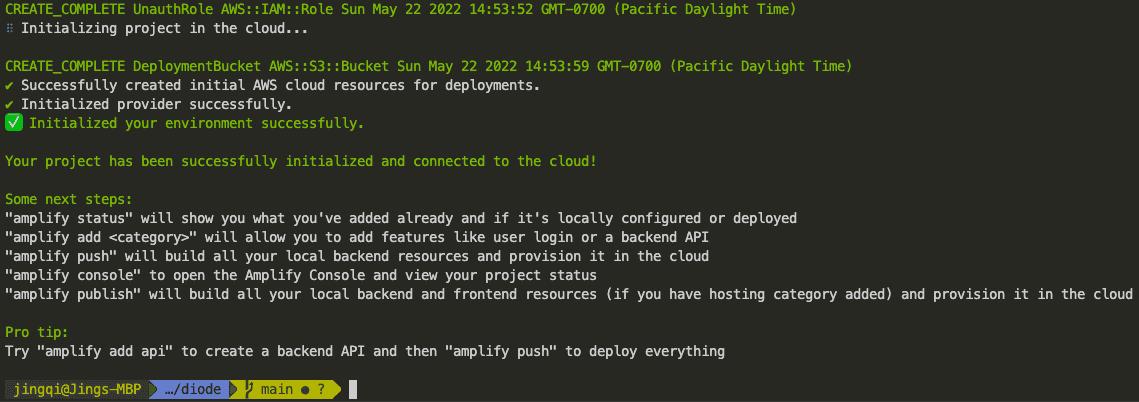 CREATE_COMPLETE UnauthRole AWS::IAM::Role Sun May 22 2022 14:53:52 GMT-0700 (Pacific Daylight Time)
⠿ Initializing project in the cloud...
CREATE_COMPLETE DeploymentBucket AWS::S3::Bucket Sun May 22 2022 14:53:59 GMT-0700 (Pacific Daylight Time)
✔ Successfully created initial AWS cloud resources for deployments.
✔ Initialized provider successfully.
✅ Initialized your environment successfully.
Your project has been successfully initialized and connected to the cloud!
Some next steps:
"amplify status" will show you what you've added already and if it's locally configured or deployed
"amplify add <category>" will allow you to add features like user login or a backend API
"amplify push" will build all your local backend resources and provision it in the cloud
"amplify console" to open the Amplify Console and view your project status
"amplify publish" will build all your local backend and frontend resources (if you have hosting category added) and provision it in the cloud
Pro tip:
Try "amplify add api" to create a backend API and then "amplify push" to deploy everything
jingqi@Jings-MBP …/diode main ● ?